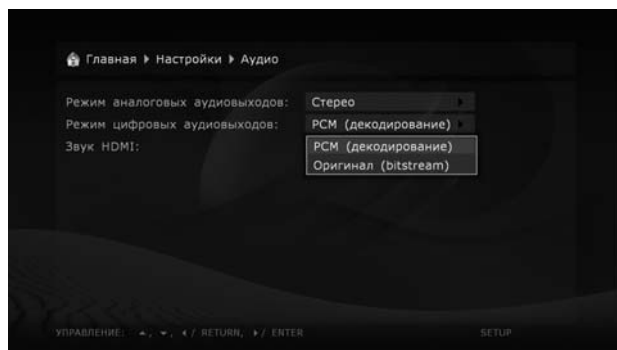 Главная ▶ Настройки ▶ Аудио
Режим аналоговых аудиовыходов: Стерео
Режим цифровых аудиовыходов: PCM (декодирование)
Звук HDMI: PCM (декодирование)
Оригинал (bitstream)
УПРАВЛЕНИЕ: ▲, ▼, ◀ / RETURN, ▶ / ENTER SETUP